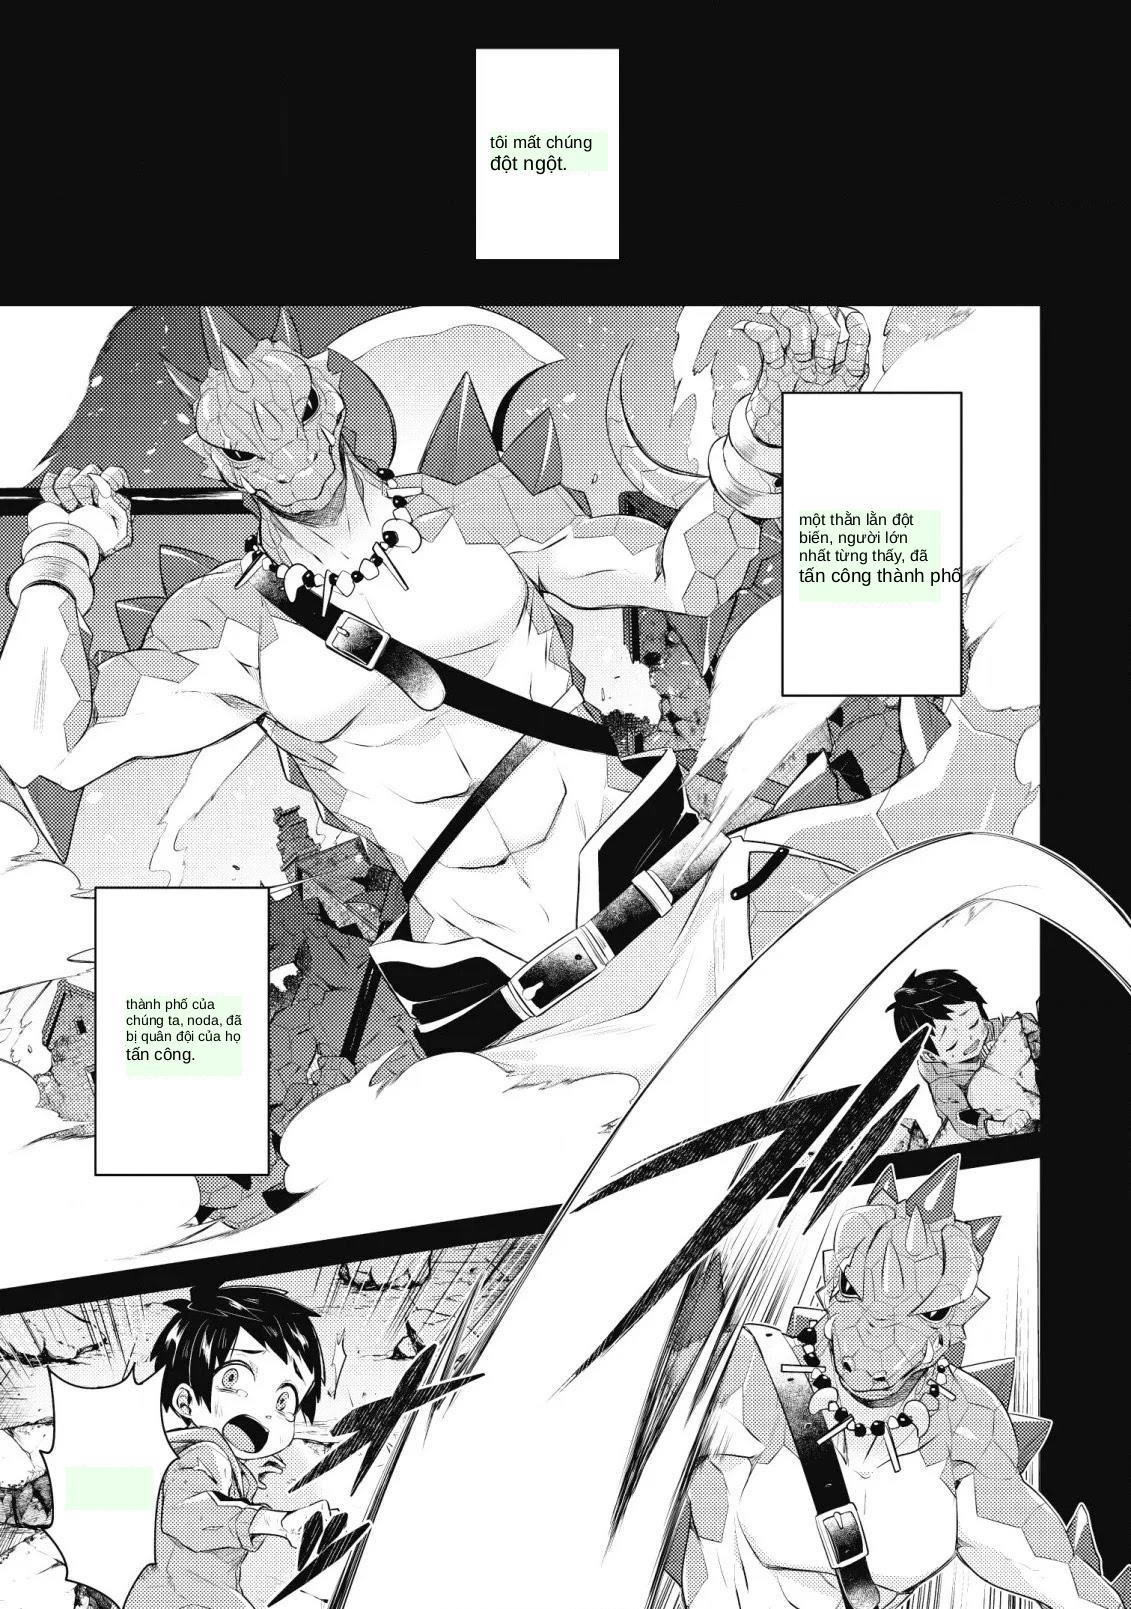 tôi mất chúng
đột ngột.
một thằn lằn đột
biến, người lớn
nhất từng thấy, đã
tấn công thành phố
thành phố của
chúng ta, noda, đã
bị quân đội của họ
tấn công.